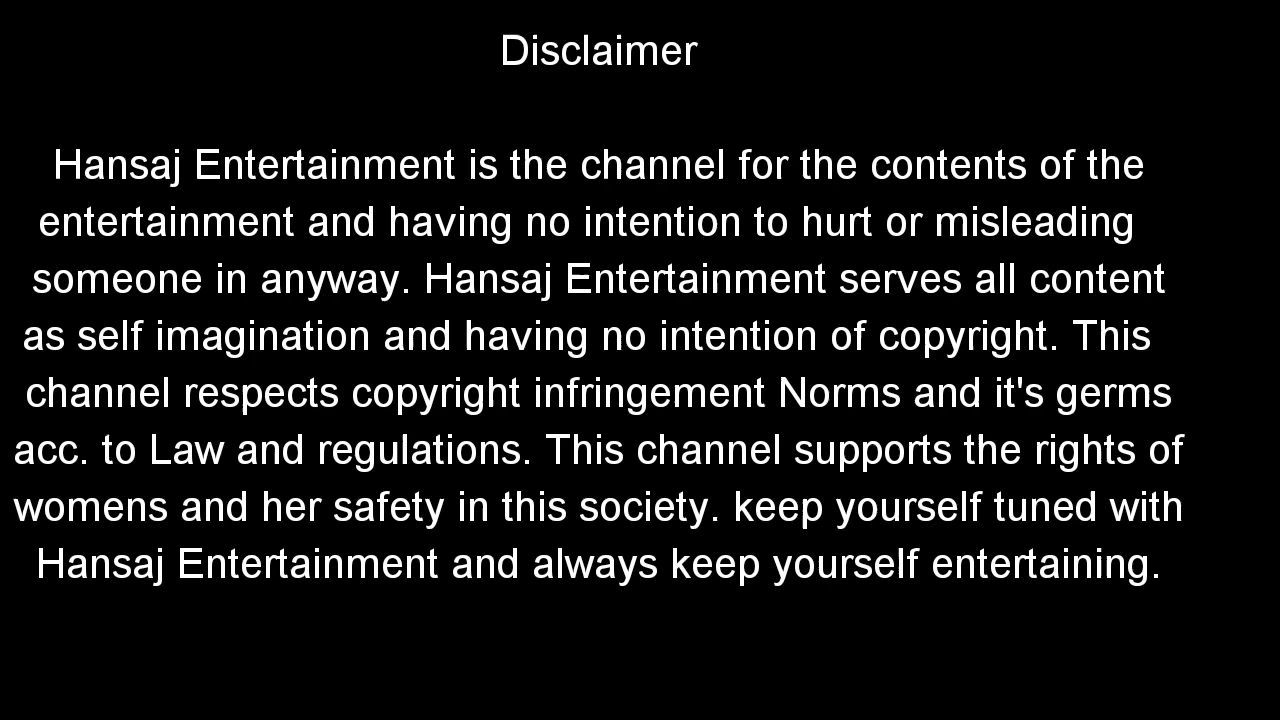 Disclaimer
Hansaj Entertainment is the channel for the contents of the
entertainment and having no intention to hurt or misleading
someone in anyway. Hansaj Entertainment serves all content
as self imagination and having no intention of copyright. This
channel respects copyright infringement Norms and it's germs
acc. to Law and regulations. This channel supports the rights of
womens and her safety in this society. keep yourself tuned with
Hansaj Entertainment and always keep yourself entertaining.